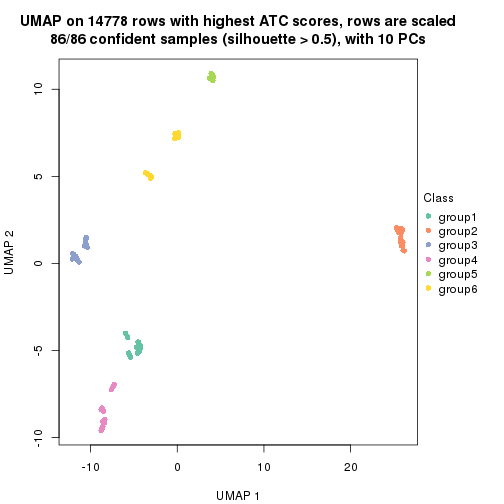 UMAP on 14778 rows with highest ATC scores, rows are scaled
86/86 confident samples (silhouette > 0.5), with 10 PCs
10
5
0
-5
-10
UMAP 2
-10
0
10
20
UMAP 1
Class
group1
group2
group3
group4
group5
group6